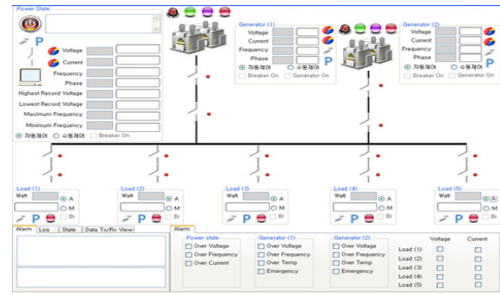 Power State
P
Voltage
Current
Frequency
Phase
Highest Record Voltage
Lowest Record Voltage
Maximum Frequency
Minimum Frequency
자동제어 수동제어 Breaker On
Generator (1)
Voltage
Current
Frequency
Phase
P
자동제어 수동제어
Breaker On Generator On
Generator (2)
Voltage
Current
Frequency
Phase
P
자동제어 수동제어
Breaker On Generator On
Load (1) Load (2) Load (3) Load (4) Load (5)
Watt A Watt A Watt A Watt A Watt A
M M M M M
P Er P Er P Er P Er P Er
Alarm Log State Data Tx/Rx View
Alarm
Power state
Over Voltage
Over Frequency
Over Current
Generator (1)
Over Voltage
Over Frequency
Over Temp
Emergency
Generator (2)
Over Voltage
Over Frequency
Over Temp
Emergency
Voltage Current
Load (1)
Load (2)
Load (3)
Load (4)
Load (5)